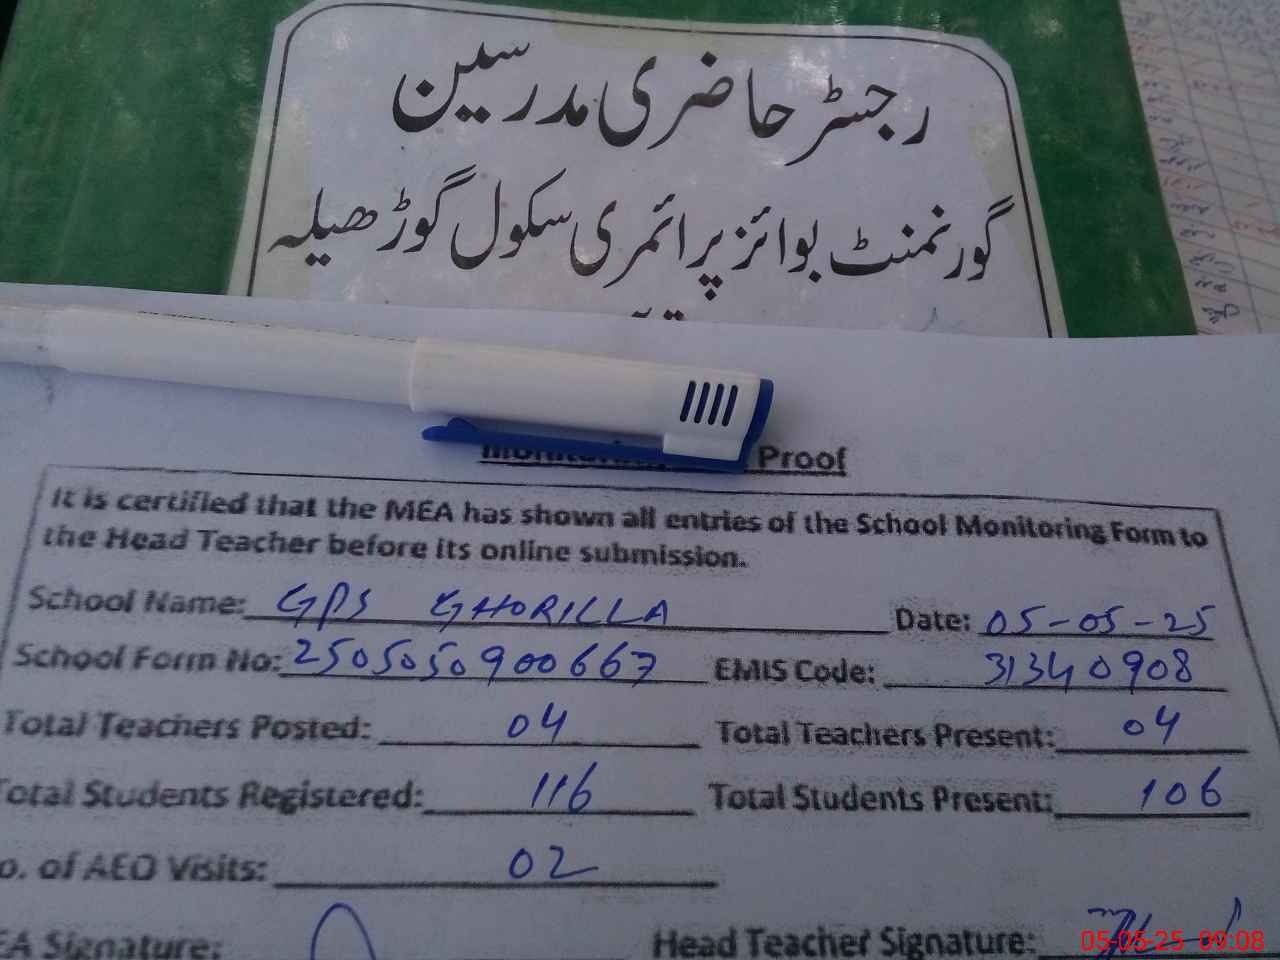 رجسٹر حاضری مدرسین
گورنمنٹ بوائز پرائمری سکول گوڑھیلہ
Proof
It is certified that the MEA has shown all entries of the School Monitoring Form to
the Head Teacher before its online submission.
School Name: GPS GHORILLA Date: 05-05-25
School Form No: 2505050900667 EMIS Code: 31340908
Total Teachers Posted: 04 Total Teachers Present: 04
Total Students Registered: 116 Total Students Present: 106
o. of AEO Visits: 02
EA Signature: Head Teacher Signature:
05-05-25 09:08